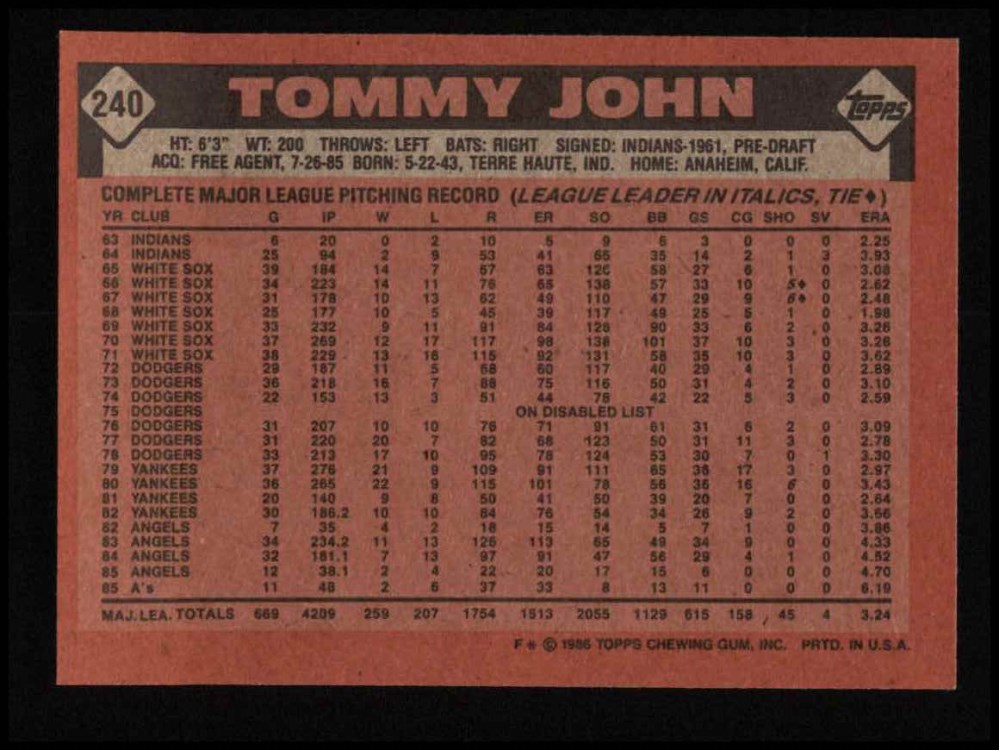 240 TOMMY JOHN Topps
HT: 6'3" WT: 200 THROWS: LEFT BATS: RIGHT SIGNED: INDIANS-1961, PRE-DRAFT
ACQ: FREE AGENT, 7-26-85 BORN: 5-22-43, TERRE HAUTE, IND. HOME: ANAHEIM, CALIF.
COMPLETE MAJOR LEAGUE PITCHING RECORD (LEAGUE LEADER IN ITALICS, TIE♦)
YR CLUB G IP W L R ER SO BB GS CG SHO SV ERA
63 INDIANS 6 20 0 2 10 5 9 6 3 0 0 0 2.25
64 INDIANS 25 94 2 9 53 41 65 35 14 2 1 3 3.93
65 WHITE SOX 39 184 14 7 67 63 126 58 27 6 1 0 3.08
66 WHITE SOX 34 223 14 11 76 65 138 57 33 10 5♦ 0 2.62
67 WHITE SOX 31 178 10 13 62 49 110 47 29 9 6♦ 0 2.48
68 WHITE SOX 25 177 10 5 45 39 117 49 25 5 1 0 1.98
69 WHITE SOX 33 232 9 11 91 84 128 90 33 6 2 0 3.26
70 WHITE SOX 37 269 12 17 117 98 138 101 37 10 3 0 3.28
71 WHITE SOX 38 229 13 16 115 92 131 58 35 10 3 0 3.62
72 DODGERS 29 187 11 5 68 60 117 40 29 4 1 0 2.89
73 DODGERS 36 218 16 7 88 75 116 50 31 4 2 0 3.10
74 DODGERS 22 153 13 3 51 44 78 42 22 5 3 0 2.59
75 DODGERS ON DISABLED LIST
76 DODGERS 31 207 10 10 76 71 91 61 31 6 2 0 3.09
77 DODGERS 31 220 20 7 82 68 123 50 31 11 3 0 2.78
78 DODGERS 33 213 17 10 95 78 124 53 30 7 0 1 3.30
79 YANKEES 37 276 21 9 109 91 111 65 36 17 3 0 2.97
80 YANKEES 36 265 22 9 115 101 78 56 36 16 6 0 3.43
81 YANKEES 20 140 9 8 50 41 50 39 20 7 0 0 2.64
82 YANKEES 30 186.2 10 10 84 76 54 34 26 9 2 0 3.66
82 ANGELS 7 35 4 2 18 15 14 5 7 1 0 0 3.86
83 ANGELS 34 234.2 11 13 126 113 65 49 34 9 0 0 4.33
84 ANGELS 32 181.1 7 13 97 91 47 56 29 4 1 0 4.52
85 ANGELS 12 38.1 2 4 22 20 17 15 6 0 0 0 4.70
85 A's 11 48 2 6 37 33 8 13 11 0 0 0 6.19
MAJ. LEA. TOTALS 669 4209 259 207 1754 1513 2055 1129 615 158 45 4 3.24
F * © 1986 TOPPS CHEWING GUM, INC. PRTD. IN U.S.A.